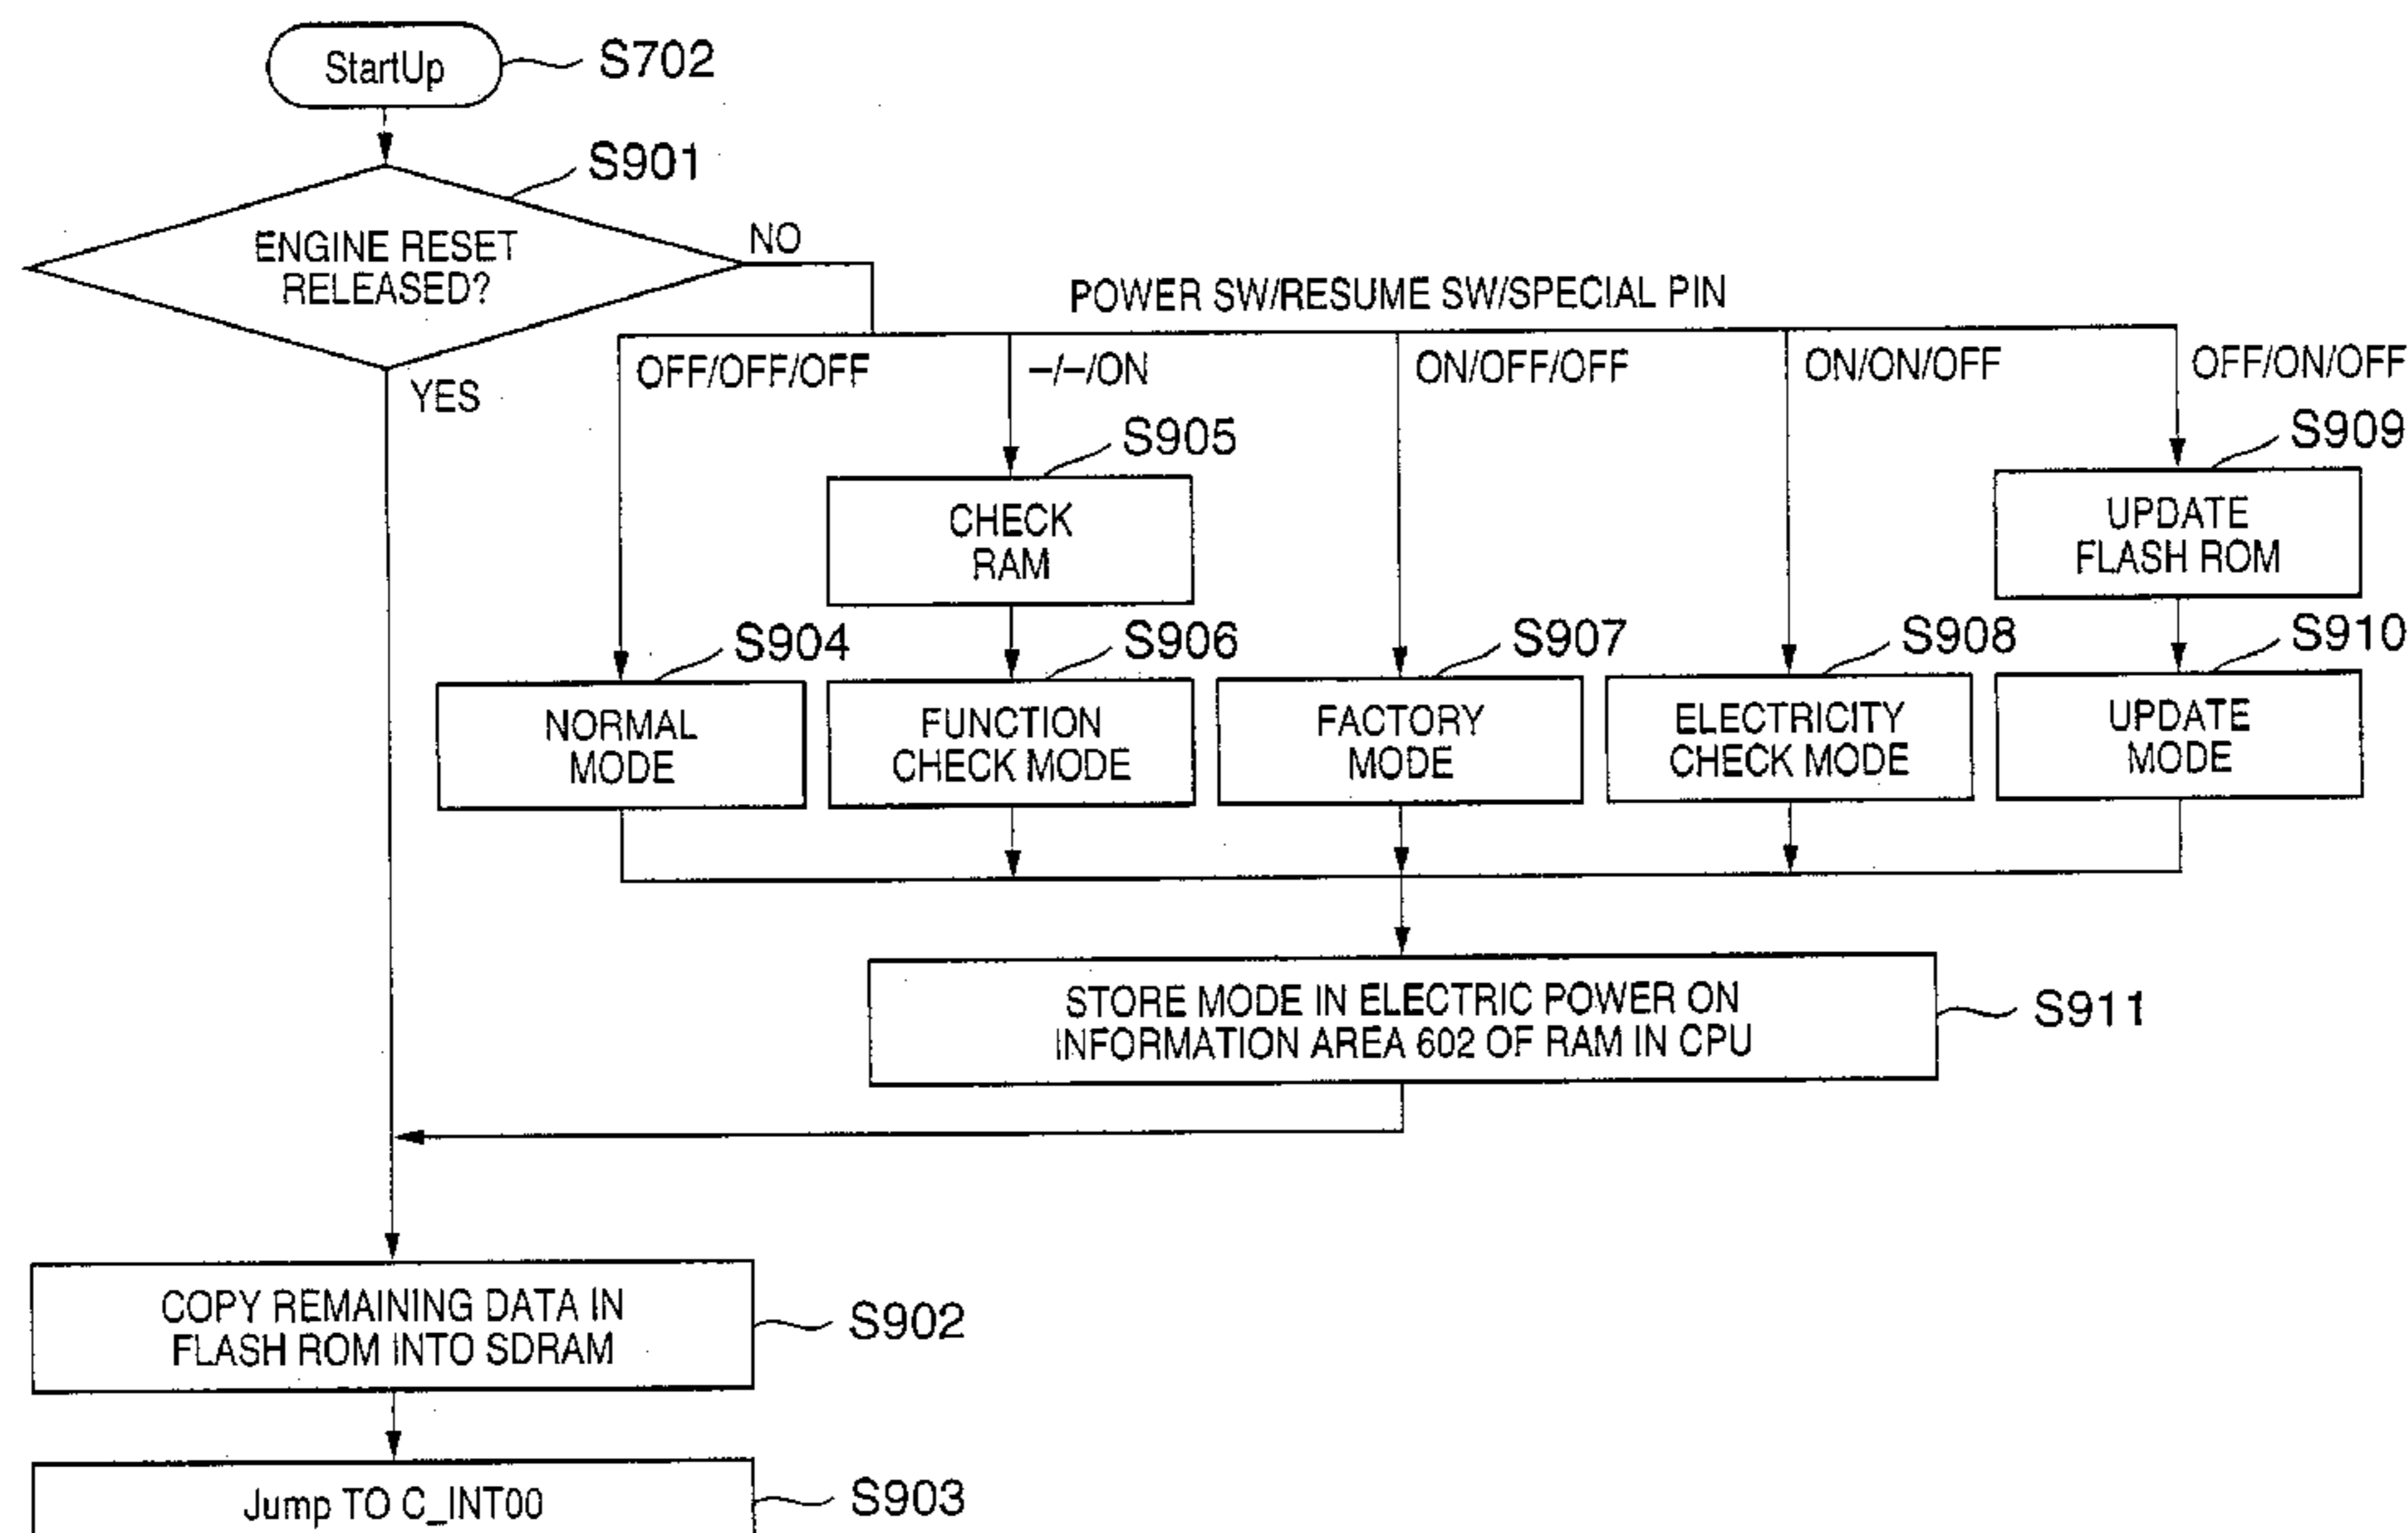 StartUp
S702
S901
ENGINE RESET
RELEASED?
NO
YES
POWER SW/RESUME SW/SPECIAL PIN
OFF/OFF/OFF
–/–/ON
ON/OFF/OFF
ON/ON/OFF
OFF/ON/OFF
S905
CHECK
RAM
S909
UPDATE
FLASH ROM
S904
NORMAL
MODE
S906
FUNCTION
CHECK MODE
S907
FACTORY
MODE
S908
ELECTRICITY
CHECK MODE
S910
UPDATE
MODE
STORE MODE IN ELECTRIC POWER ON
INFORMATION AREA 602 OF RAM IN CPU
S911
COPY REMAINING DATA IN
FLASH ROM INTO SDRAM
S902
Jump TO C_INT00
S903